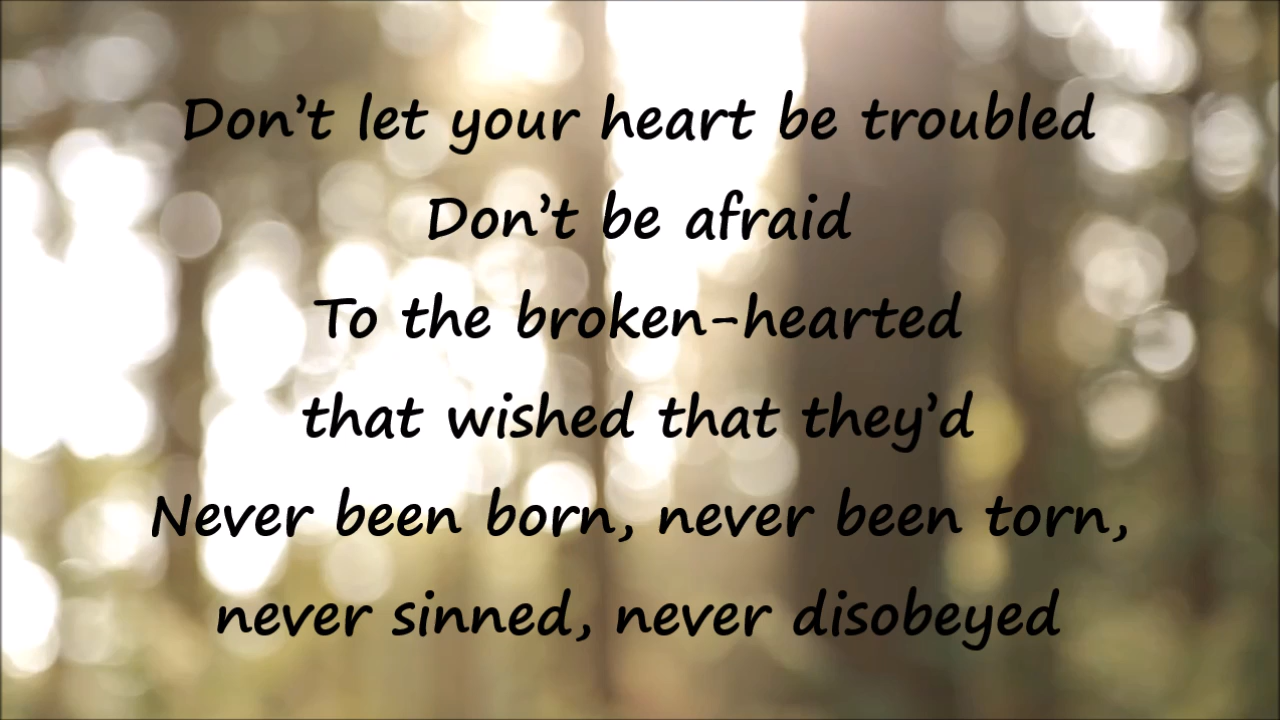 Don’t let your heart be troubled
Don’t be afraid
To the broken-hearted
that wished that they’d
Never been born, never been torn,
never sinned, never disobeyed